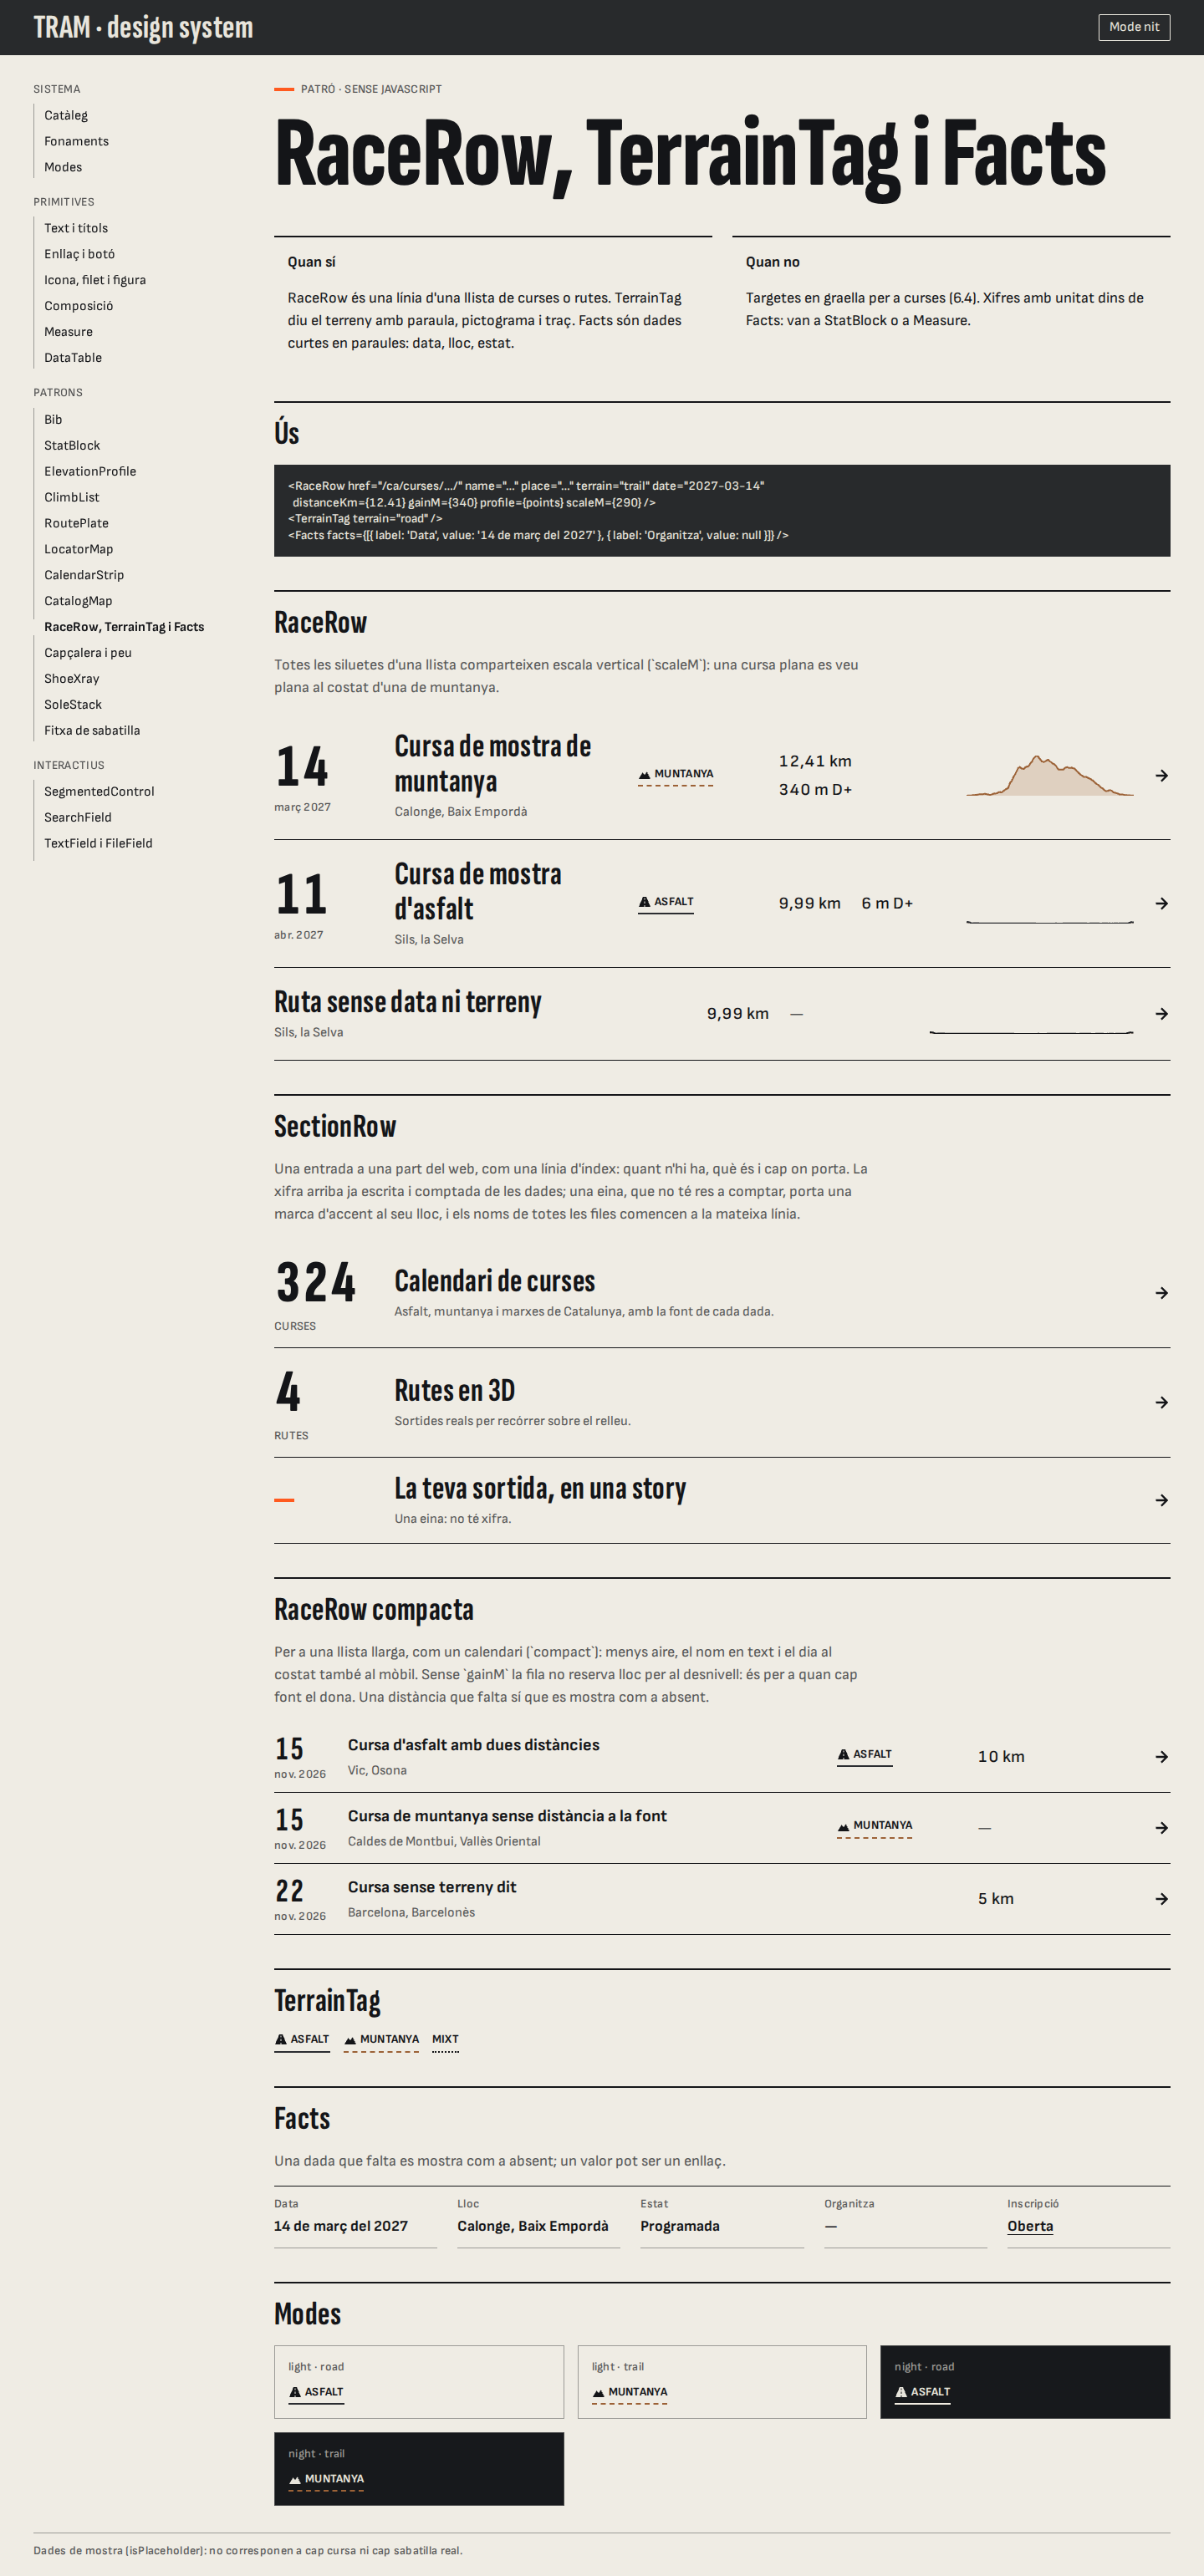 TRAM · design system
Mode nit
SISTEMA
Catàleg
Fonaments
Modes
PRIMITIVES
Text i títols
Enllaç i botó
Icona, filet i figura
Composició
Measure
DataTable
PATRONS
Bib
StatBlock
ElevationProfile
ClimbList
RoutePlate
LocatorMap
CalendarStrip
CatalogMap
RaceRow, TerrainTag i Facts
Capçalera i peu
ShoeXray
SoleStack
Fitxa de sabatilla
INTERACTIUS
SegmentedControl
SearchField
TextField i FileField
PATRÓ · SENSE JAVASCRIPT
RaceRow, TerrainTag i Facts
Quan sí
RaceRow és una línia d'una llista de curses o rutes. TerrainTag
diu el terreny amb paraula, pictograma i traç. Facts són dades
curtes en paraules: data, lloc, estat.
Quan no
Targetes en graella per a curses (6.4). Xifres amb unitat dins de
Facts: van a StatBlock o a Measure.
Ús
<RaceRow href="/ca/curses/…/" name="…" place="…" terrain="trail" date="2027-03-14"
distanceKm={12.41} gainM={340} profile={points} scaleM={290} />
<TerrainTag terrain="road" />
<Facts facts={[{ label: 'Data', value: '14 de març del 2027' }, { label: 'Organitza', value: null }]} />
RaceRow
Totes les siluetes d'una llista comparteixen escala vertical (`scaleM`): una cursa plana es veu
plana al costat d'una de muntanya.
14
març 2027
Cursa de mostra de
muntanya
Calonge, Baix Empordà
MUNTANYA
12,41 km
340 m D+
11
abr. 2027
Cursa de mostra
d'asfalt
Sils, la Selva
ASFALT
9,99 km 6 m D+
Ruta sense data ni terreny
Sils, la Selva
9,99 km —
SectionRow
Una entrada a una part del web, com una línia d'índex: quant n'hi ha, què és i cap on porta. La
xifra arriba ja escrita i comptada de les dades; una eina, que no té res a comptar, porta una
marca d'accent al seu lloc, i els noms de totes les files comencen a la mateixa línia.
324
CURSES
Calendari de curses
Asfalt, muntanya i marxes de Catalunya, amb la font de cada dada.
4
RUTES
Rutes en 3D
Sortides reals per recórrer sobre el relleu.
La teva sortida, en una story
Una eina: no té xifra.
RaceRow compacta
Per a una llista llarga, com un calendari (`compact`): menys aire, el nom en text i el dia al
costat també al mòbil. Sense `gainM` la fila no reserva lloc per al desnivell: és per a quan cap
font el dona. Una distància que falta sí que es mostra com a absent.
15
nov. 2026
Cursa d'asfalt amb dues distàncies
Vic, Osona
ASFALT
10 km
15
nov. 2026
Cursa de muntanya sense distància a la font
Caldes de Montbui, Vallès Oriental
MUNTANYA
—
22
nov. 2026
Cursa sense terreny dit
Barcelona, Barcelonès
5 km
TerrainTag
ASFALT MUNTANYA MIXT
Facts
Una dada que falta es mostra com a absent; un valor pot ser un enllaç.
Data
14 de març del 2027
Lloc
Calonge, Baix Empordà
Estat
Programada
Organitza
—
Inscripció
Oberta
Modes
light · road
ASFALT
light · trail
MUNTANYA
night · road
ASFALT
night · trail
MUNTANYA
Dades de mostra (isPlaceholder): no corresponen a cap cursa ni cap sabatilla real.